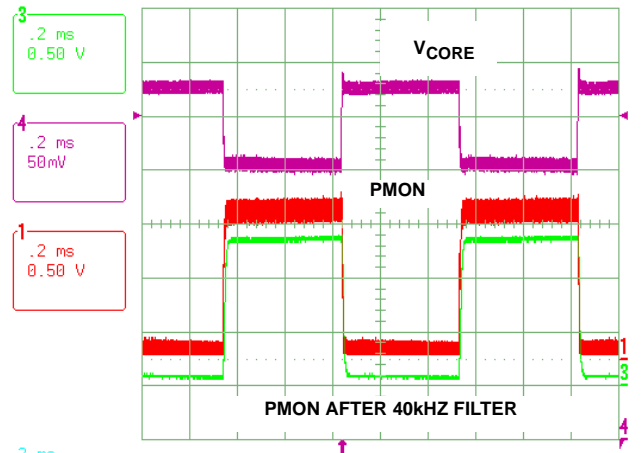 3
.2 ms
0.50 V
4
.2 ms
50mV
1
.2 ms
0.50 V
VCORE
PMON
PMON AFTER 40kHZ FILTER
1
3
4